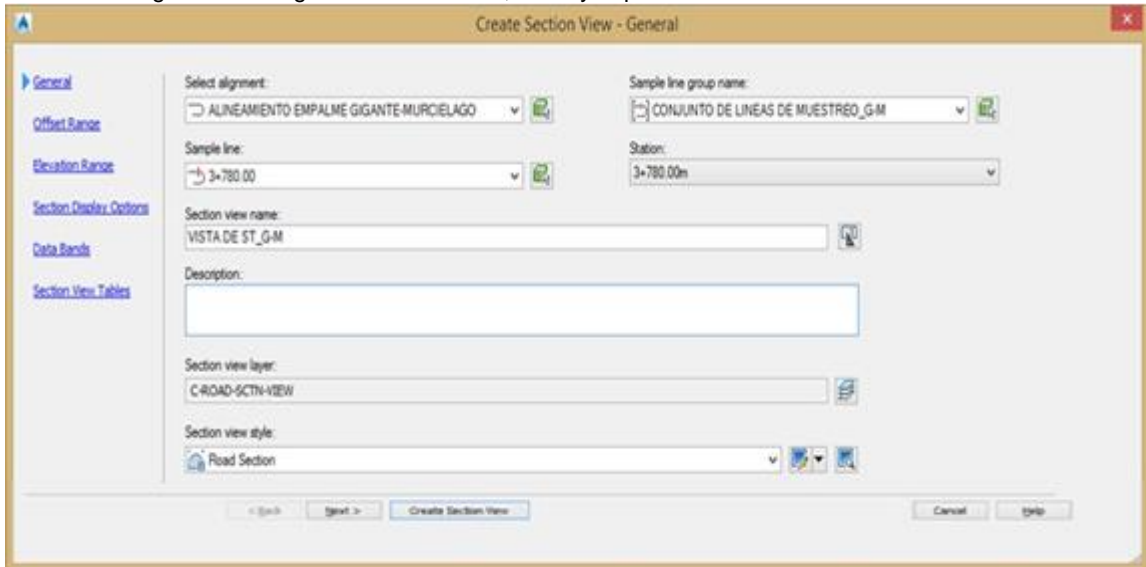 Create Section View - General
General
Offset Range
Elevation Range
Section Display Options
Data Bands
Section View Tables
Select alignment:
ALINEAMIENTO EMPALME GIGANTE-MURCIELAGO
Sample line group name:
CONJUNTO DE LINEAS DE MUESTREO_G-M
Sample line:
3+780.00
Station:
3+780.00m
Section view name:
VISTA DE ST_G-M
Description:
Section view layer:
C-ROAD-SCTN-VIEW
Section view style:
Road Section
< Back
Next >
Create Section View
Cancel
Help